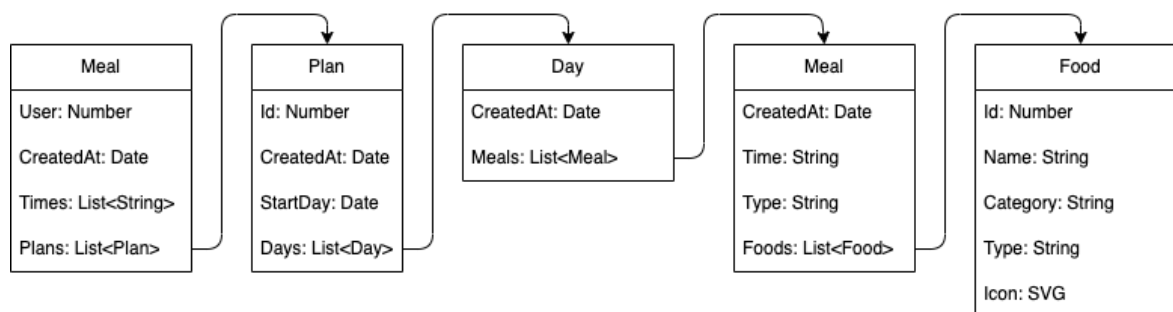 Meal
User: Number
CreatedAt: Date
Times: List<String>
Plans: List<Plan>
Plan
Id: Number
CreatedAt: Date
StartDay: Date
Days: List<Day>
Day
CreatedAt: Date
Meals: List<Meal>
Meal
CreatedAt: Date
Time: String
Type: String
Foods: List<Food>
Food
Id: Number
Name: String
Category: String
Type: String
Icon: SVG